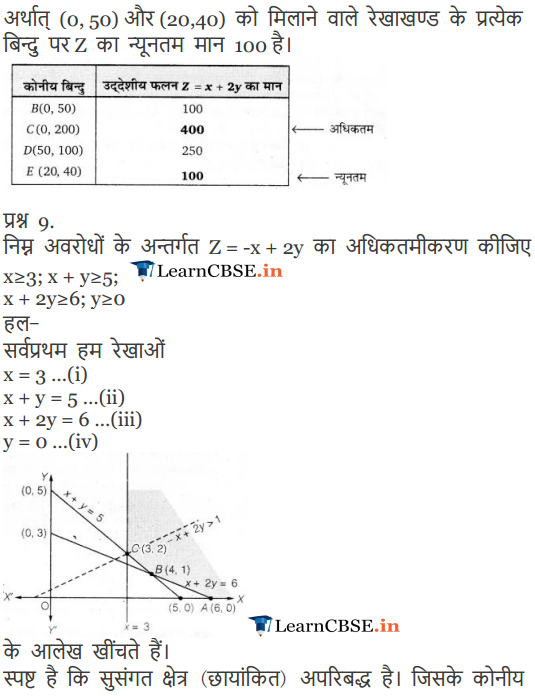 अर्थात् (0, 50) और (20,40) को मिलाने वाले रेखाखण्ड के प्रत्येक
बिन्दु पर Z का न्यूनतम मान 100 है।
कोनीय बिन्दु उद्देशीय फलन Z = x + 2y का मान
B(0, 50) 100
C(0, 200) 400 ← अधिकतम
D(50, 100) 250
E (20, 40) 100 ← न्यूनतम
प्रश्न 9.
निम्न अवरोधों के अन्तर्गत Z = -x + 2y का अधिकतमीकरण कीजिए
x≥3; x + y≥5; LearnCBSE.in
x + 2y≥6; y≥0
हल–
सर्वप्रथम हम रेखाओं
x = 3 ...(i)
x + y = 5 ...(ii)
x + 2y = 6 ...(iii)
y = 0 ...(iv)
Y
(0, 5)
x + y = 5
(0, 3)
-x + 2y > 1
C(3, 2)
B(4, 1)
x + 2y = 6
X' O (5, 0) A(6, 0) X
Y' x = 3
LearnCBSE.in
के आलेख खींचते हैं।
स्पष्ट है कि सुसंगत क्षेत्र (छायांकित) अपरिबद्ध है। जिसके कोनीय